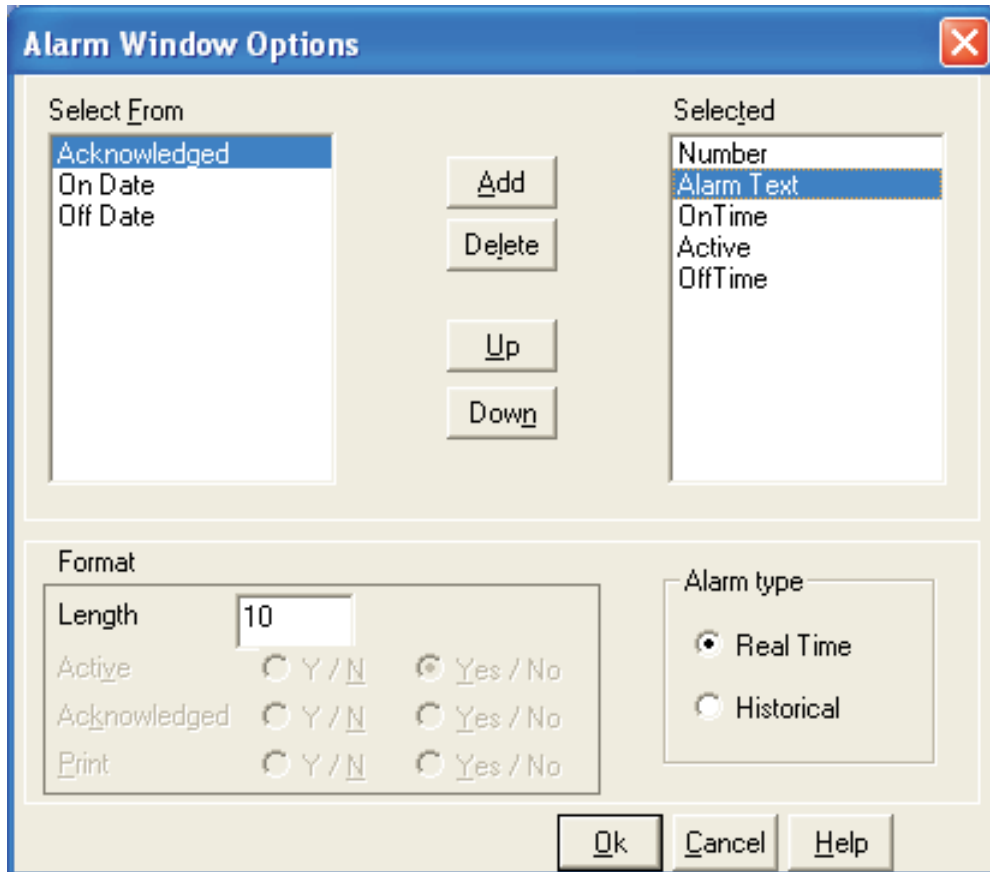 Alarm Window Options
Select From
Acknowledged
On Date
Off Date
Add
Delete
Up
Down
Selected
Number
Alarm Text
OnTime
Active
OffTime
Format
Length 10
Active Y / N Yes / No
Acknowledged Y / N Yes / No
Print Y / N Yes / No
Alarm type
Real Time
Historical
Ok Cancel Help